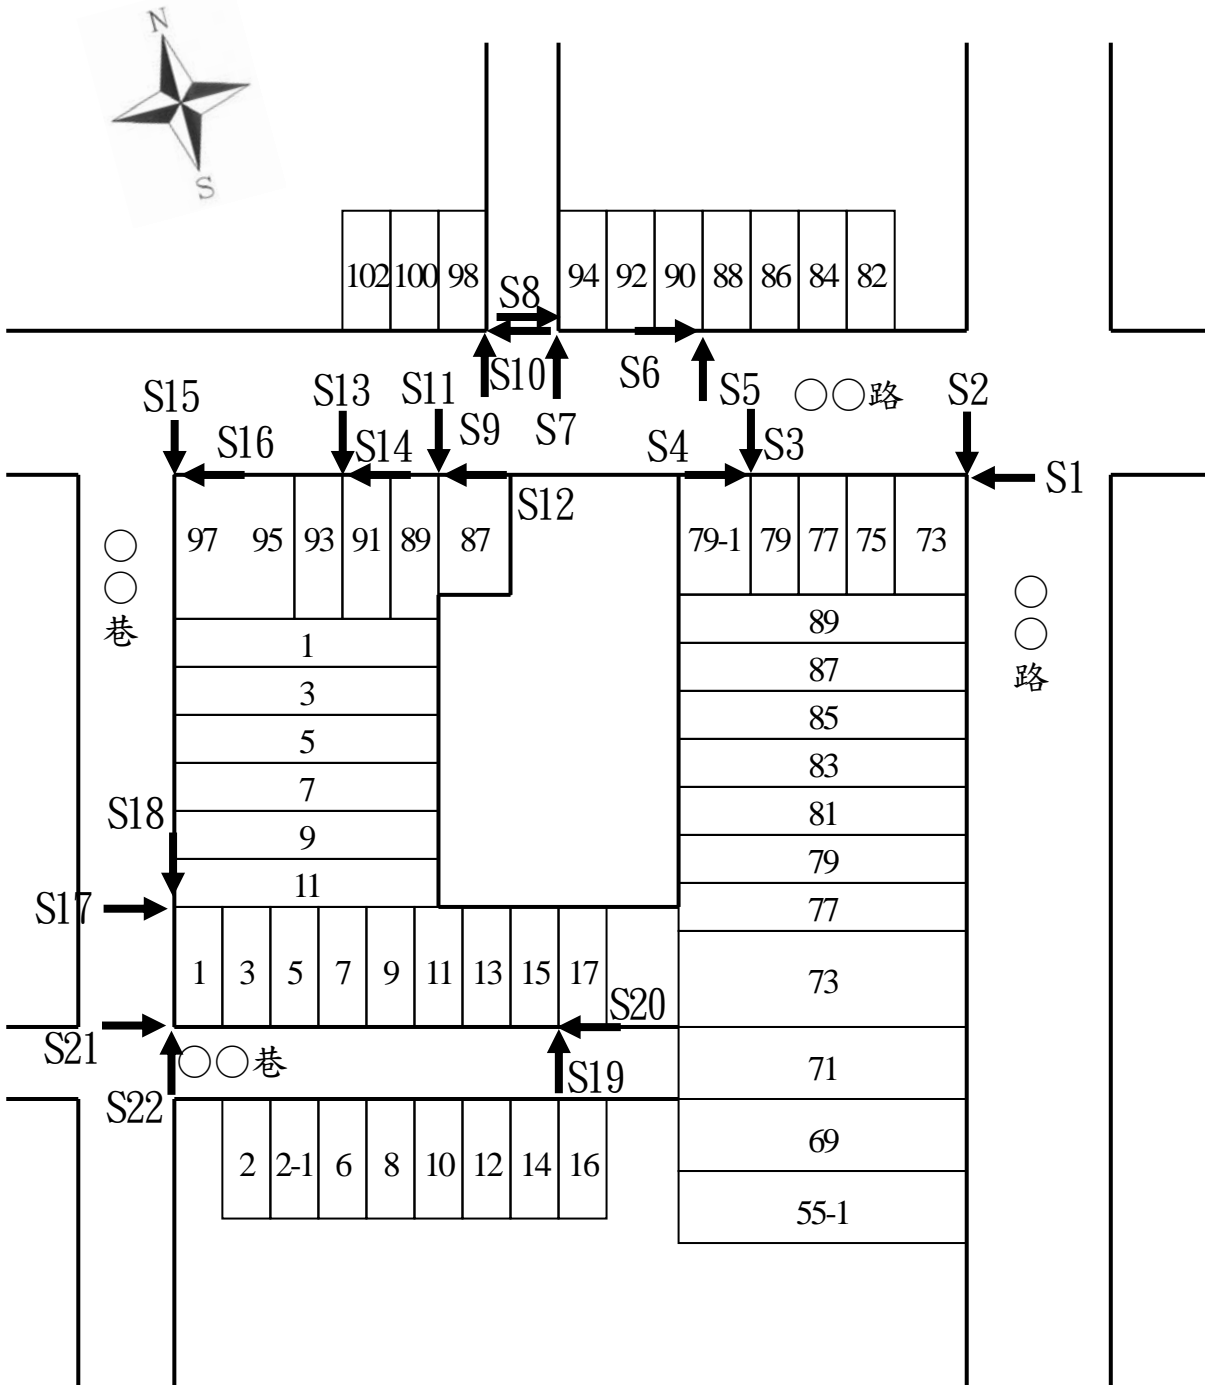 N
S
102 100 98
94 92 90 88 86 84 82
S8
S10
S6
S15
S13
S11
S5
○○路
S2
S16
S14
S9
S7
S4
S3
S1
S12
97 95 93 91 89 87
79-1 79 77 75 73
○○巷
○○路
1
3
5
7
9
11
89
87
85
83
81
79
77
73
71
69
55-1
S18
S17
1 3 5 7 9 11 13 15 17
S20
S21
○○巷
S19
S22
2 2-1 6 8 10 12 14 16